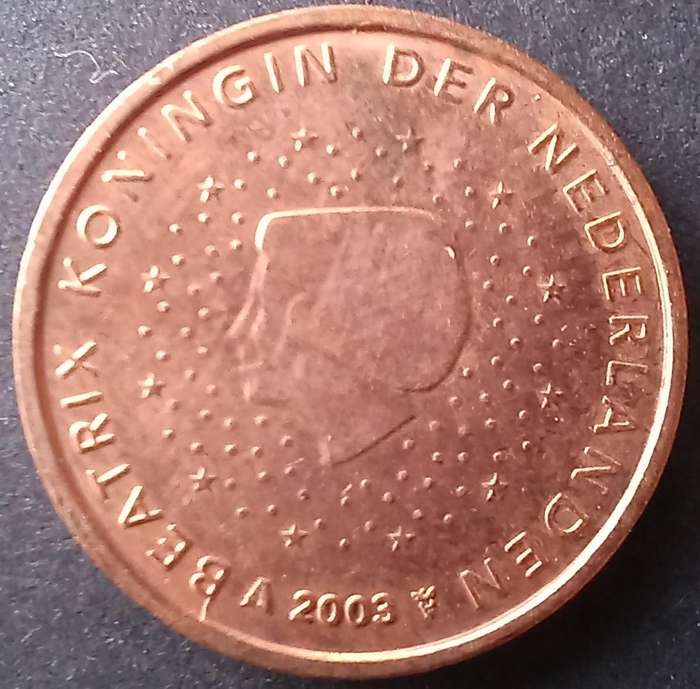 BEATRIX KONINGIN DER NEDERLANDEN
2003